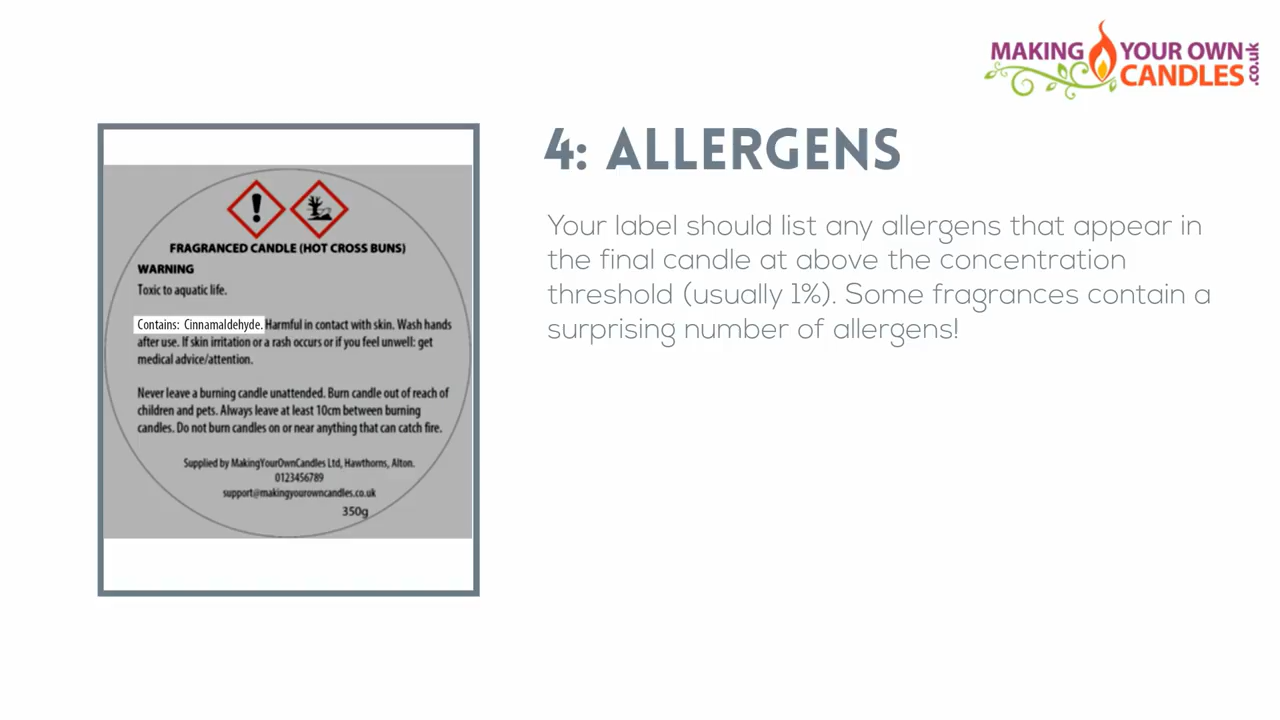 MAKING YOUR OWN
CANDLES .co.uk
4: ALLERGENS
Your label should list any allergens that appear in
the final candle at above the concentration
threshold (usually 1%). Some fragrances contain a
surprising number of allergens!
FRAGRANCED CANDLE (HOT CROSS BUNS)
WARNING
Toxic to aquatic life.
Contains: Cinnamaldehyde. Harmful in contact with skin. Wash hands
after use. If skin irritation or a rash occurs or if you feel unwell: get
medical advice/attention.
Never leave a burning candle unattended. Burn candle out of reach of
children and pets. Always leave at least 10cm between burning
candles. Do not burn candles on or near anything that can catch fire.
Supplied by MakingYourOwnCandles Ltd, Hawthorns, Alton.
0123456789
support@makingyourowncandles.co.uk
350g